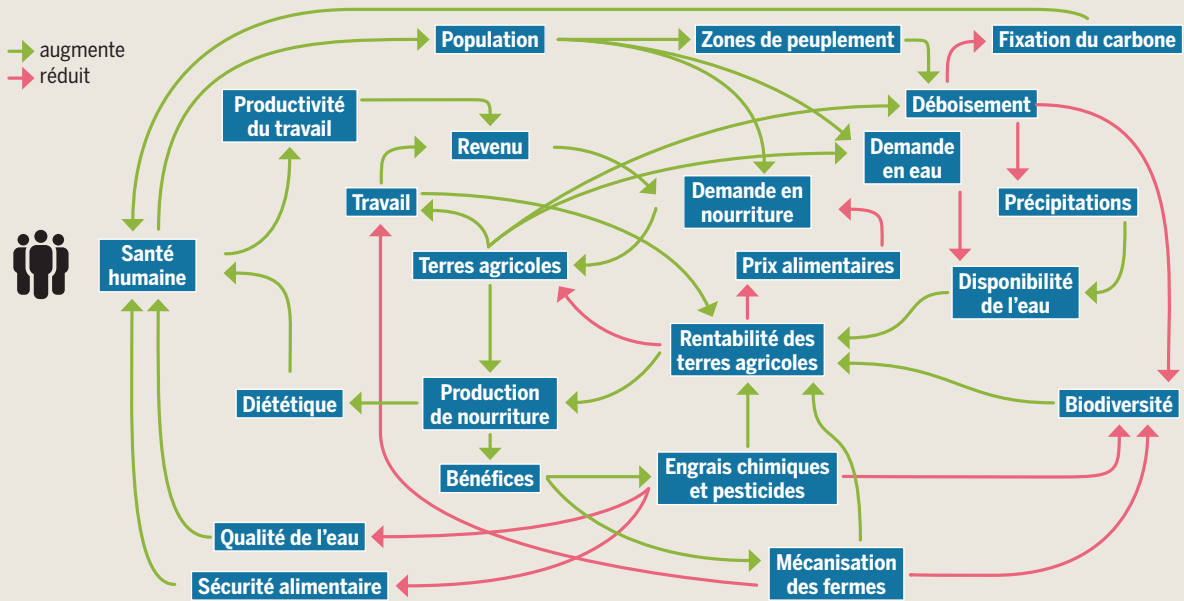 augmente
réduit
Population
Zones de peuplement
Fixation du carbone
Productivité
du travail
Déboisement
Revenu
Demande
en eau
Travail
Demande en
nourriture
Précipitations
Santé
humaine
Terres agricoles
Prix alimentaires
Disponibilité
de l’eau
Rentabilité des
terres agricoles
Diététique
Production
de nourriture
Biodiversité
Bénéfices
Engrais chimiques
et pesticides
Qualité de l’eau
Mécanisation
des fermes
Sécurité alimentaire